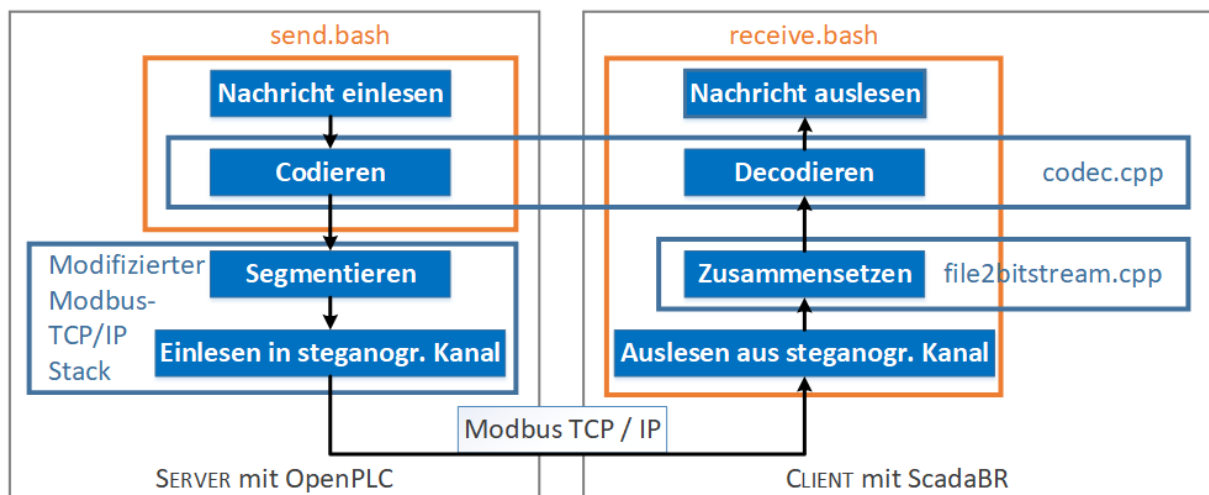 send.bash
Nachricht einlesen
Codieren
Modifizierter
Modbus-
TCP/IP
Stack
Segmentieren
Einlesen in steganogr. Kanal
receive.bash
Nachricht auslesen
Decodieren
codec.cpp
Zusammensetzen
file2bitstream.cpp
Auslesen aus steganogr. Kanal
Modbus TCP / IP
SERVER mit OpenPLC
CLIENT mit ScadaBR